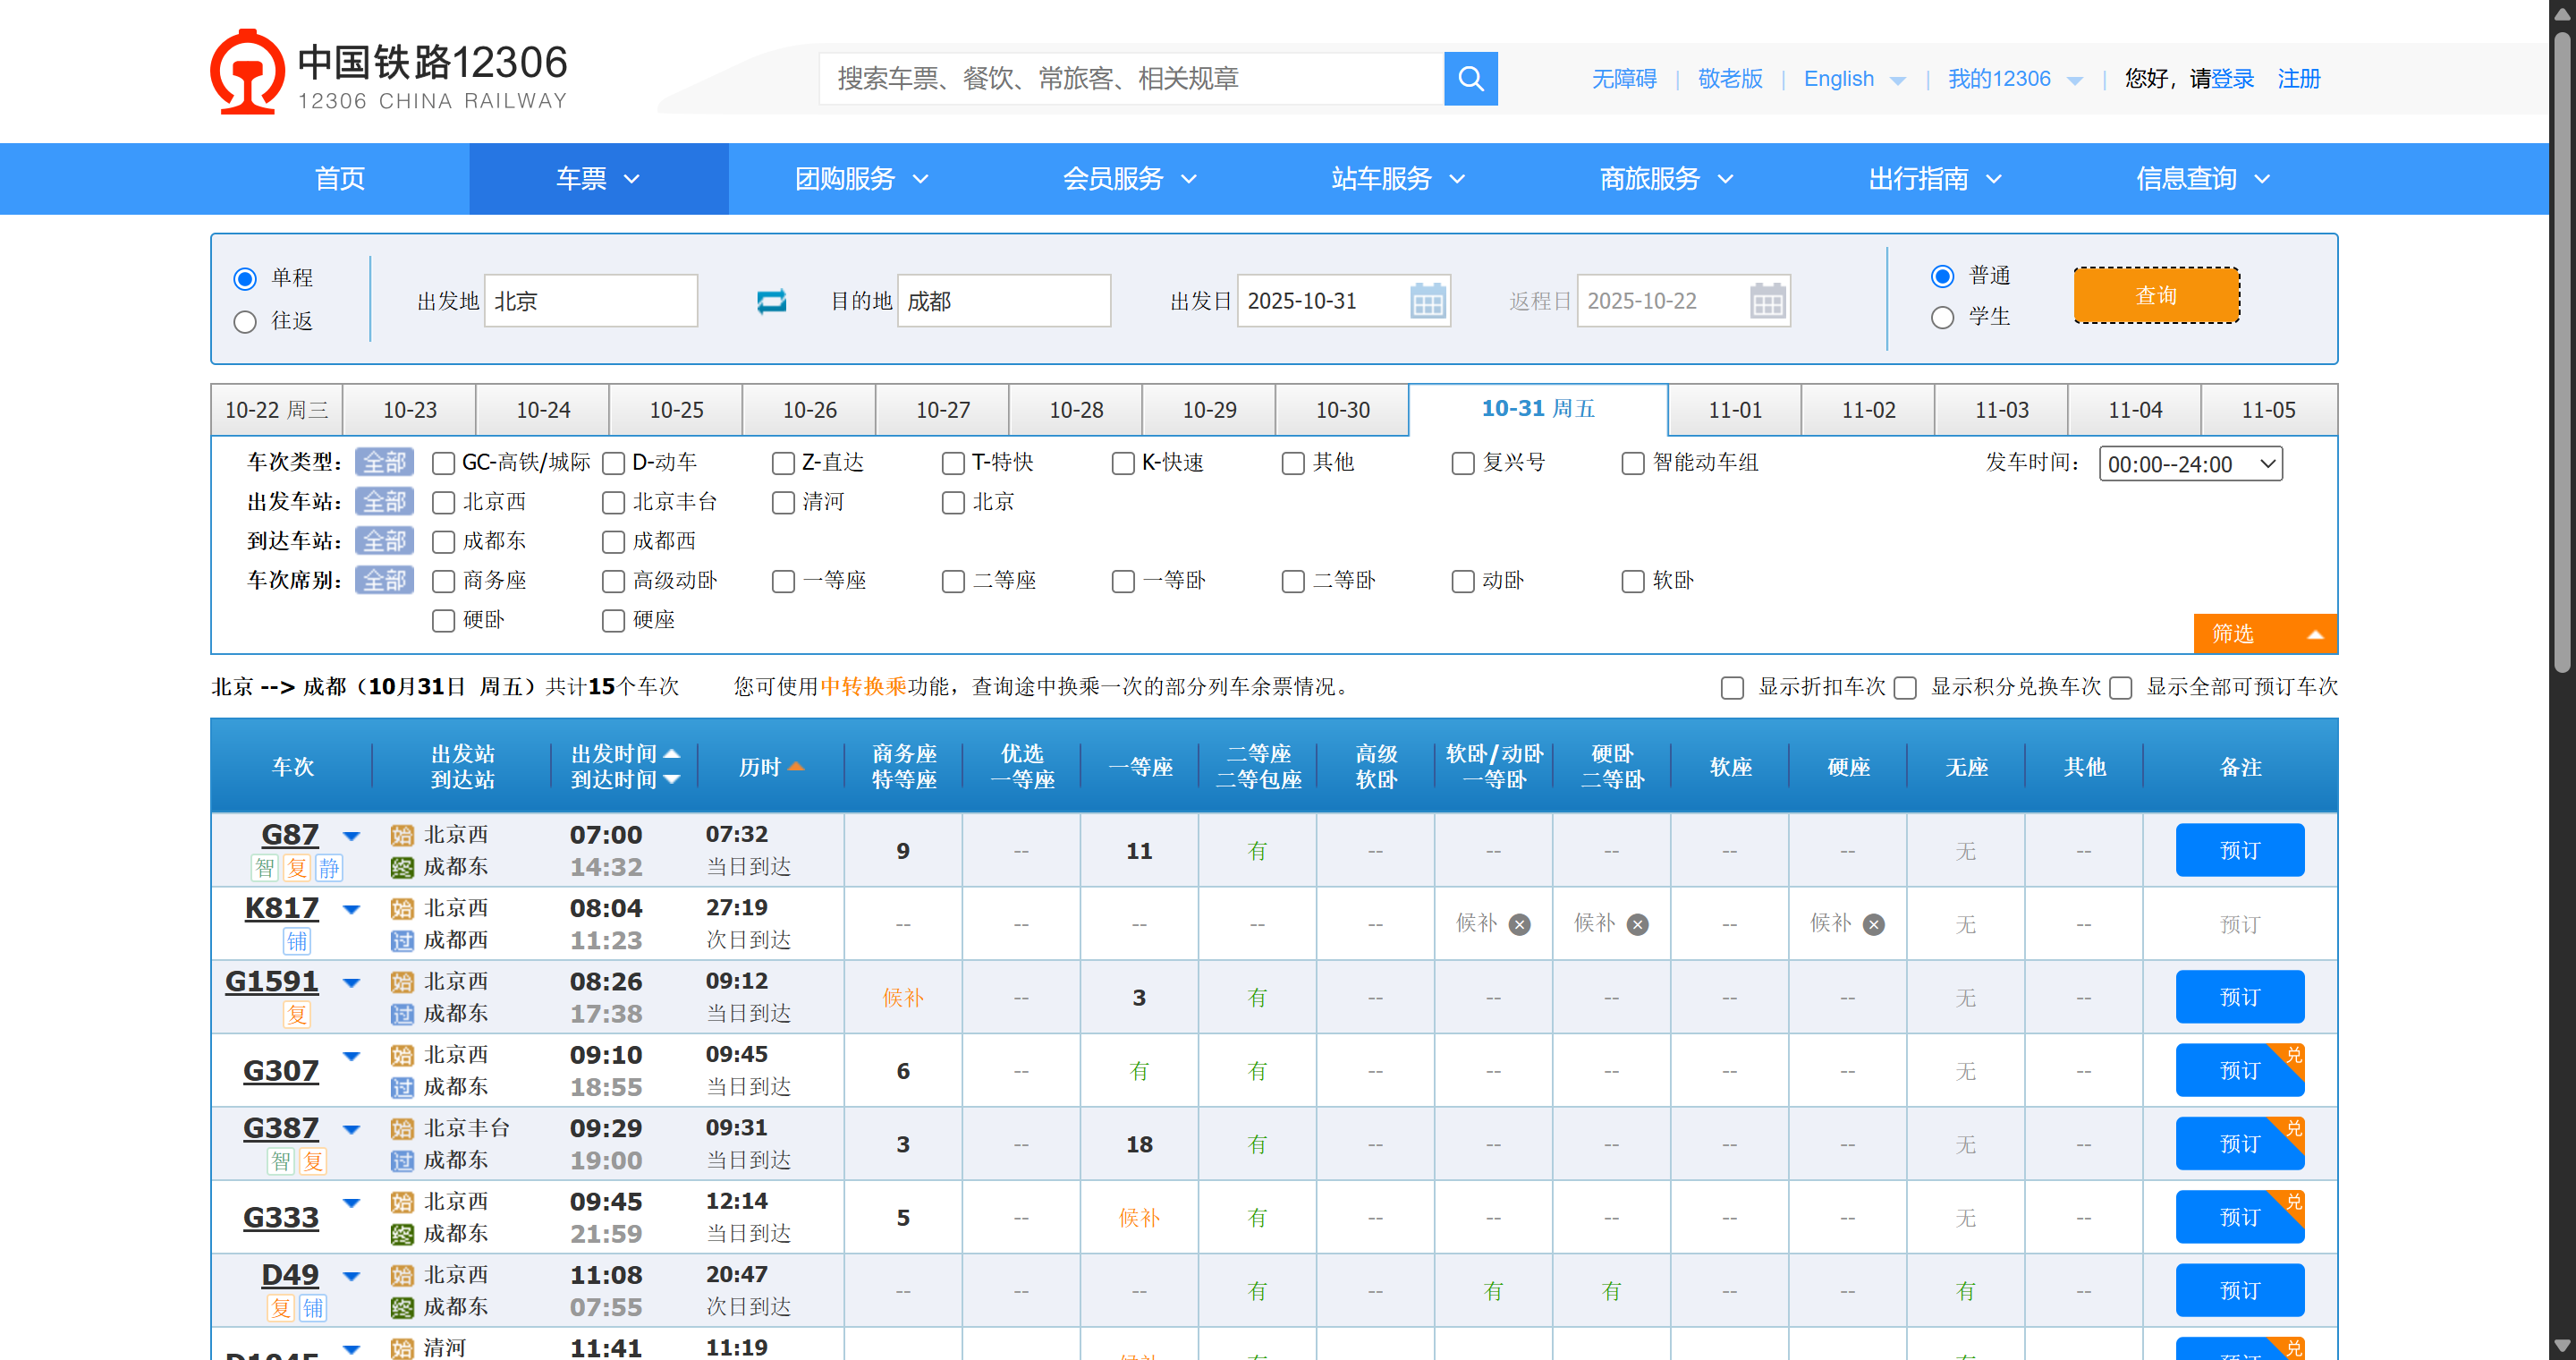 中国铁路12306
12306 CHINA RAILWAY
搜索车票、餐饮、常旅客、相关规章
无障碍 | 敬老版 | English | 我的12306 | 您好，请登录 注册
首页 车票 团购服务 会员服务 站车服务 商旅服务 出行指南 信息查询
单程
往返
出发地 北京 目的地 成都 出发日 2025-10-31 返程日 2025-10-22
普通
学生
查询
10-22 周三 10-23 10-24 10-25 10-26 10-27 10-28 10-29 10-30 10-31 周五 11-01 11-02 11-03 11-04 11-05
车次类型： 全部 GC-高铁/城际 D-动车 Z-直达 T-特快 K-快速 其他 复兴号 智能动车组 发车时间： 00:00--24:00
出发车站： 全部 北京西 北京丰台 清河 北京
到达车站： 全部 成都东 成都西
车次席别： 全部 商务座 高级动卧 一等座 二等座 一等卧 二等卧 动卧 软卧
硬卧 硬座
筛选
北京 --> 成都（10月31日 周五）共计15个车次 您可使用中转换乘功能，查询途中换乘一次的部分列车余票情况。 显示折扣车次 显示积分兑换车次 显示全部可预订车次
车次 出发站 到达站 出发时间 到达时间 历时 商务座 特等座 优选 一等座 一等座 二等座 二等包座 高级 软卧 软卧/动卧 一等卧 硬卧 二等卧 软座 硬座 无座 其他 备注
G87 始 北京西 07:00 07:32 9 -- 11 有 -- -- -- -- -- 无 -- 预订
智 复 静 终 成都东 14:32 当日到达
K817 始 北京西 08:04 27:19 -- -- -- -- -- 候补 候补 -- 候补 无 -- 预订
铺 过 成都西 11:23 次日到达
G1591 始 北京西 08:26 09:12 候补 -- 3 有 -- -- -- -- -- 无 -- 预订
复 过 成都东 17:38 当日到达
G307 始 北京西 09:10 09:45 6 -- 有 有 -- -- -- -- -- 无 -- 预订 兑
过 成都东 18:55 当日到达
G387 始 北京丰台 09:29 09:31 3 -- 18 有 -- -- -- -- -- 无 -- 预订 兑
智 复 过 成都东 19:00 当日到达
G333 始 北京西 09:45 12:14 5 -- 候补 有 -- -- -- -- -- 无 -- 预订 兑
终 成都东 21:59 当日到达
D49 始 北京西 11:08 20:47 -- -- -- 有 -- 有 有 -- -- 有 -- 预订
复 铺 终 成都东 07:55 次日到达
始 清河 11:41 11:19 兑